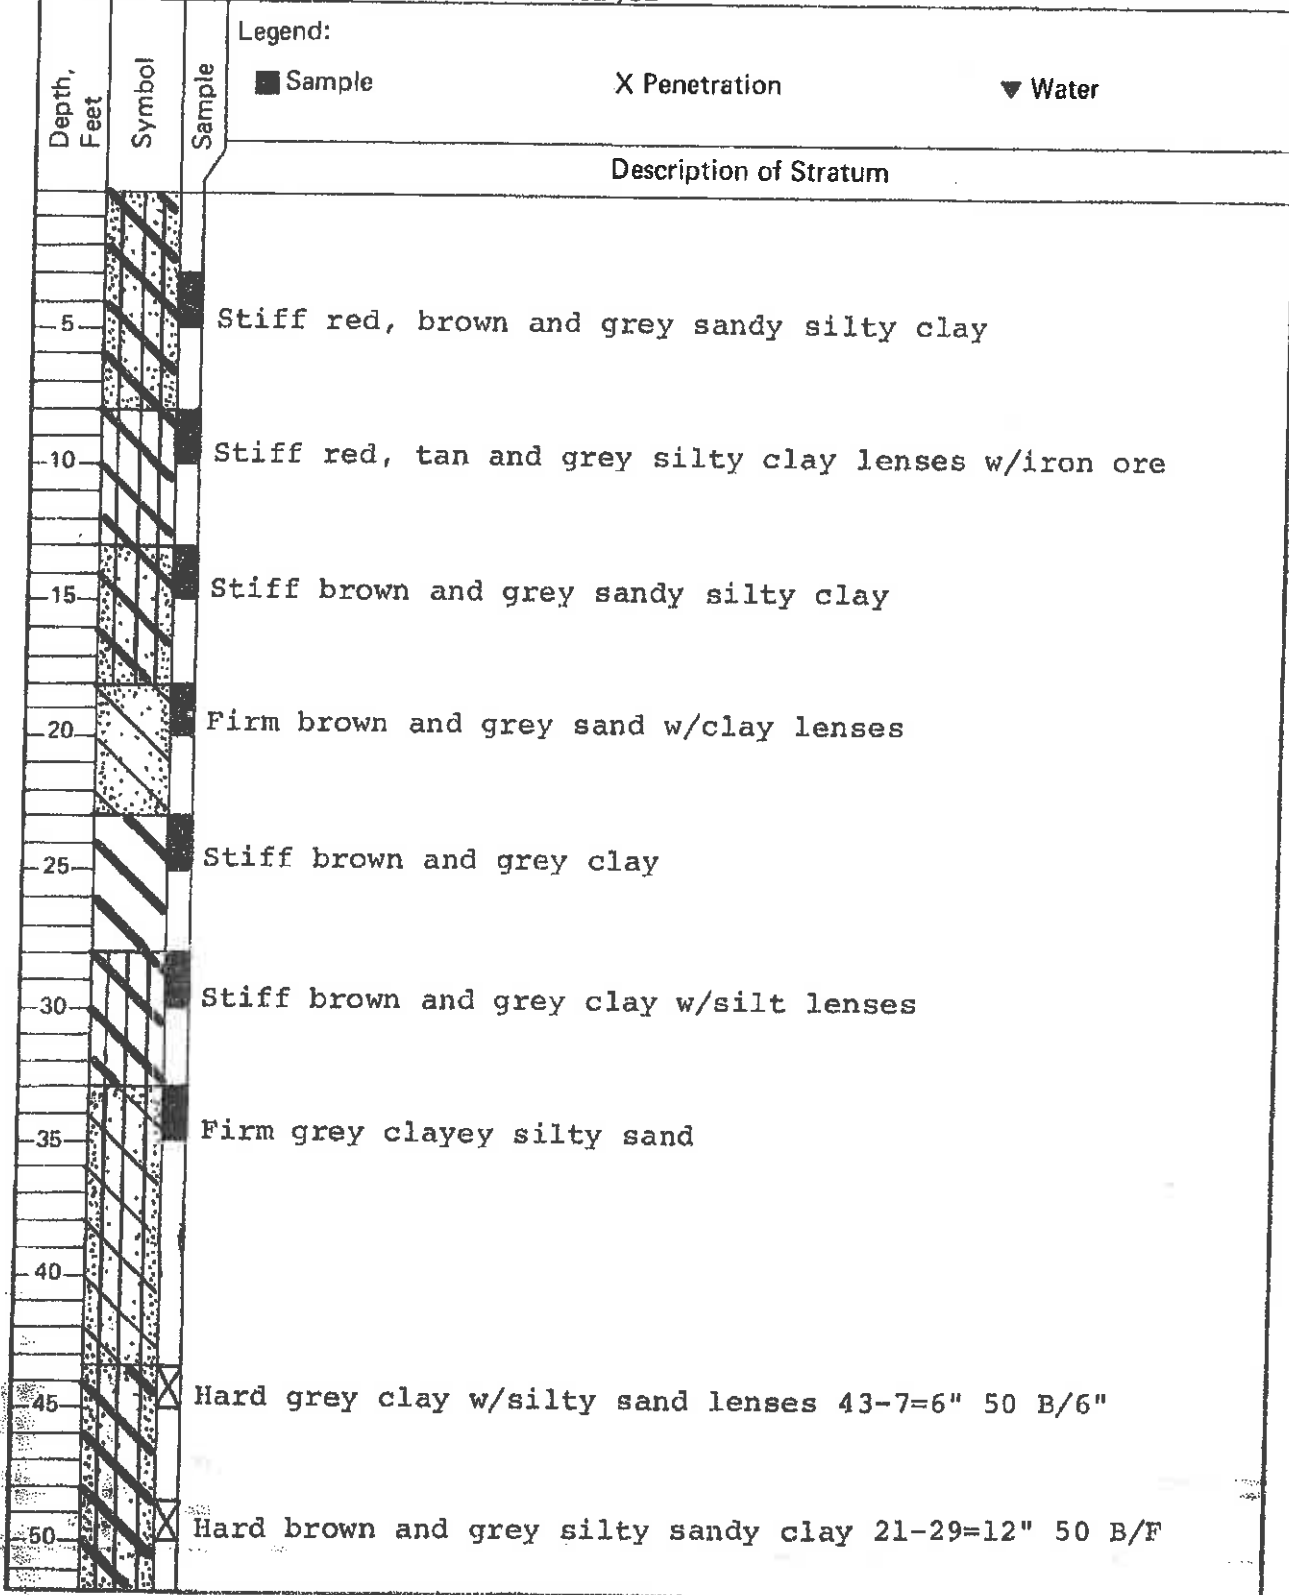 Depth, Feet
Symbol
Sample
Legend:
■ Sample X Penetration ▼ Water
Description of Stratum
5 Stiff red, brown and grey sandy silty clay
10 Stiff red, tan and grey silty clay lenses w/iron ore
15 Stiff brown and grey sandy silty clay
20 Firm brown and grey sand w/clay lenses
25 Stiff brown and grey clay
30 Stiff brown and grey clay w/silt lenses
35 Firm grey clayey silty sand
40
45 Hard grey clay w/silty sand lenses 43-7=6" 50 B/6"
50 Hard brown and grey silty sandy clay 21-29=12" 50 B/F